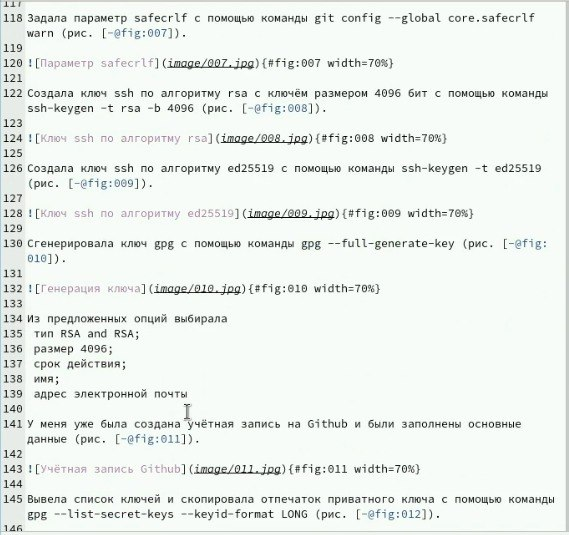 117
118 Задала параметр safecrlf с помощью команды git config --global core.safecrlf
warn (рис. [-@fig:007]).
119
120 ![Параметр safecrlf](image/007.jpg){#fig:007 width=70%}
121
122 Создала ключ ssh по алгоритму rsa с ключём размером 4096 бит с помощью команды
ssh-keygen -t rsa -b 4096 (рис. [-@fig:008]).
123
124 ![Ключ ssh по алгоритму rsa](image/008.jpg){#fig:008 width=70%}
125
126 Создала ключ ssh по алгоритму ed25519 с помощью команды ssh-keygen -t ed25519
(рис. [-@fig:009]).
127
128 ![Ключ ssh по алгоритму ed25519](image/009.jpg){#fig:009 width=70%}
129
130 Сгенерировала ключ gpg с помощью команды gpg --full-generate-key (рис. [-@fig:
010]).
131
132 ![Генерация ключа](image/010.jpg){#fig:010 width=70%}
133
134 Из предложенных опций выбирала
135 тип RSA and RSA;
136 размер 4096;
137 срок действия;
138 имя;
139 адрес электронной почты
140
141 У меня уже была создана учётная запись на Github и были заполнены основные
данные (рис. [-@fig:011]).
142
143 ![Учётная запись Github](image/011.jpg){#fig:011 width=70%}
144
145 Вывела список ключей и скопировала отпечаток приватного ключа с помощью команды
gpg --list-secret-keys --keyid-format LONG (рис. [-@fig:012]).
146